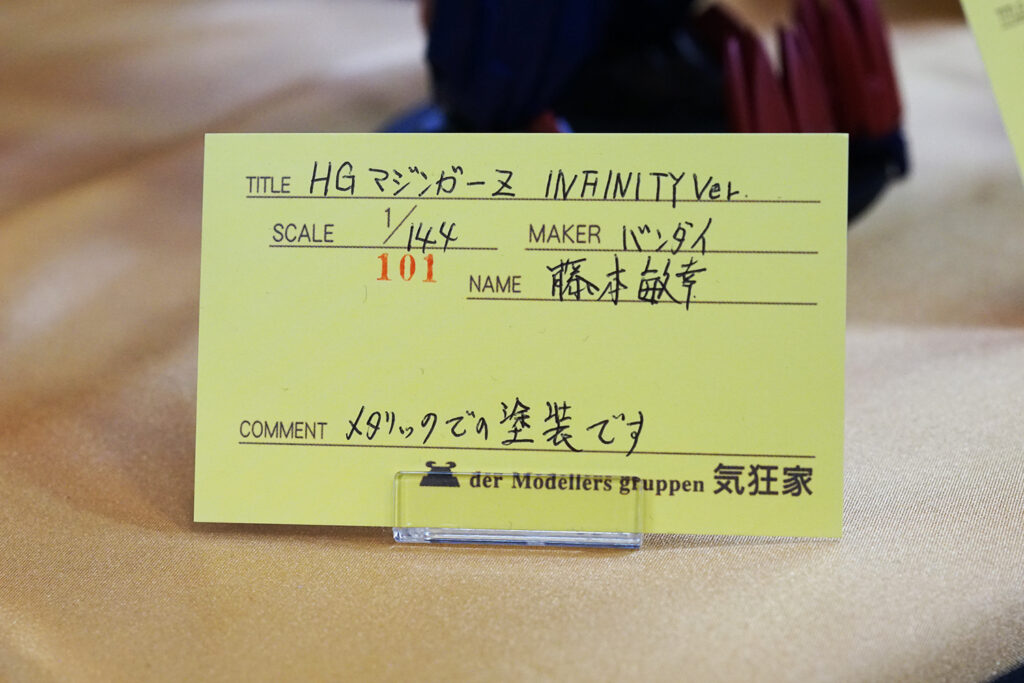 TITLE HG マジンガーZ INFINITY Ver.
SCALE 1/144 MAKER バンダイ
101
NAME 藤本敏幸
COMMENT メタリックでの塗装です
der Modellers gruppen 気狂家